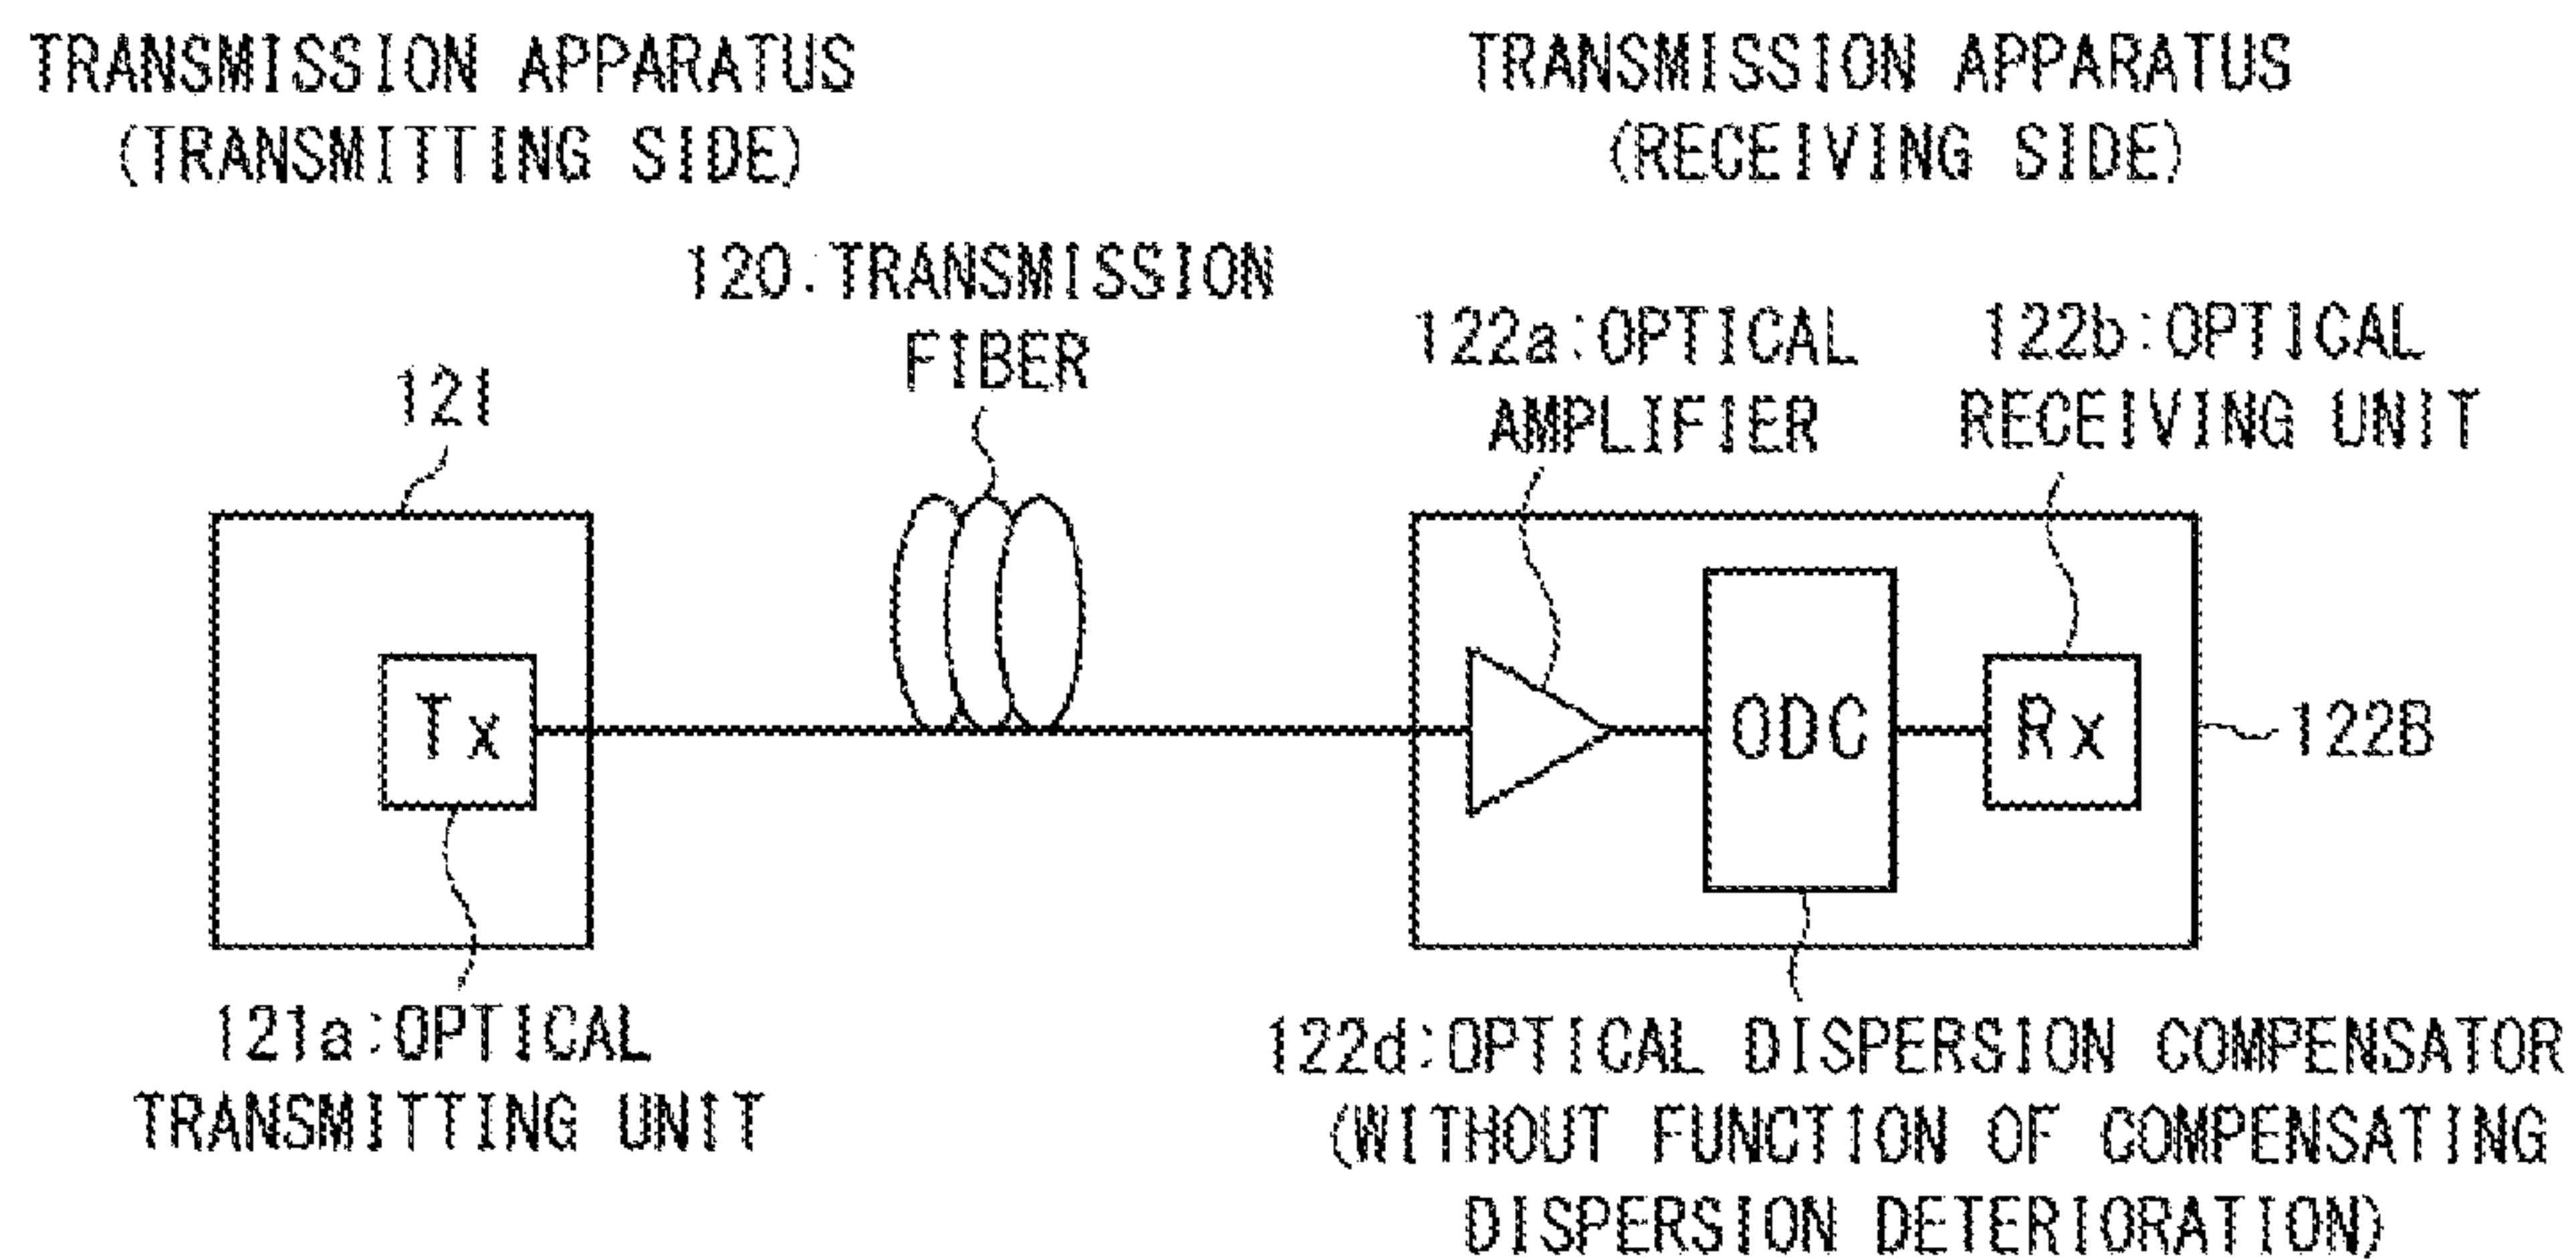 TRANSMISSION APPARATUS
(TRANSMITTING SIDE)
TRANSMISSION APPARATUS
(RECEIVING SIDE)
120:TRANSMISSION
FIBER
122a:OPTICAL
AMPLIFIER
122b:OPTICAL
RECEIVING UNIT
121
Tx
ODC
Rx
122B
121a:OPTICAL
TRANSMITTING UNIT
122d:OPTICAL DISPERSION COMPENSATOR
(WITHOUT FUNCTION OF COMPENSATING
DISPERSION DETERIORATION)